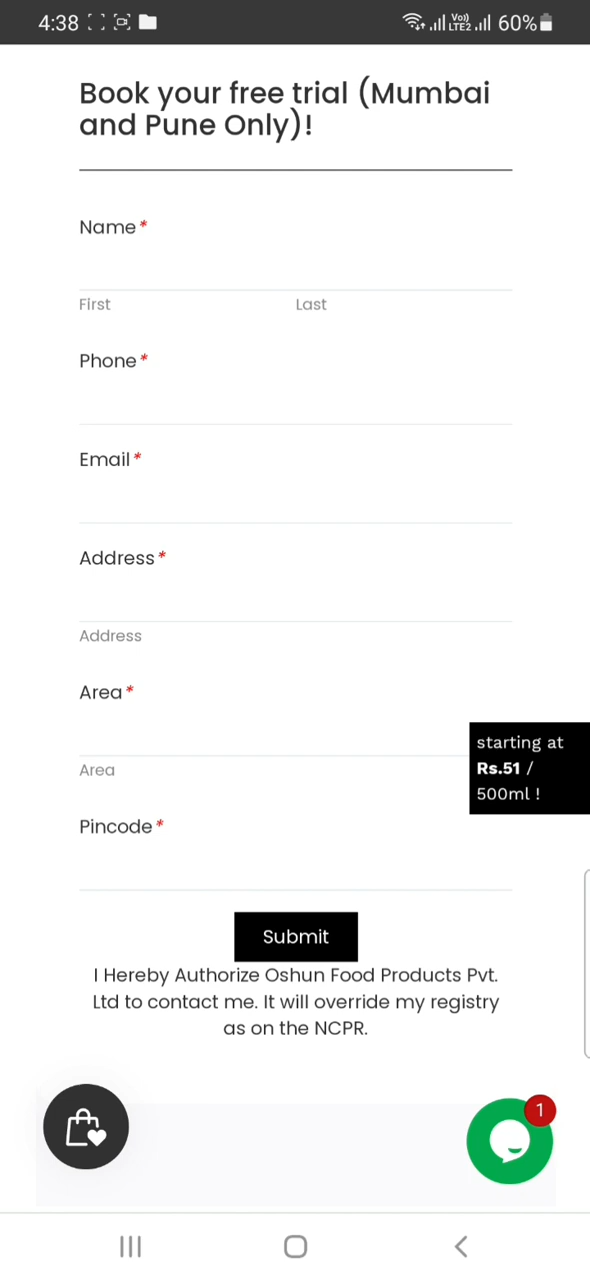 4:38 Vo)) LTE2 60%
Book your free trial (Mumbai
and Pune Only)!
Name *
First Last
Phone *
Email *
Address *
Address
Area *
Area
starting at
Rs.51 /
500ml !
Pincode *
Submit
I Hereby Authorize Oshun Food Products Pvt.
Ltd to contact me. It will override my registry
as on the NCPR.
1